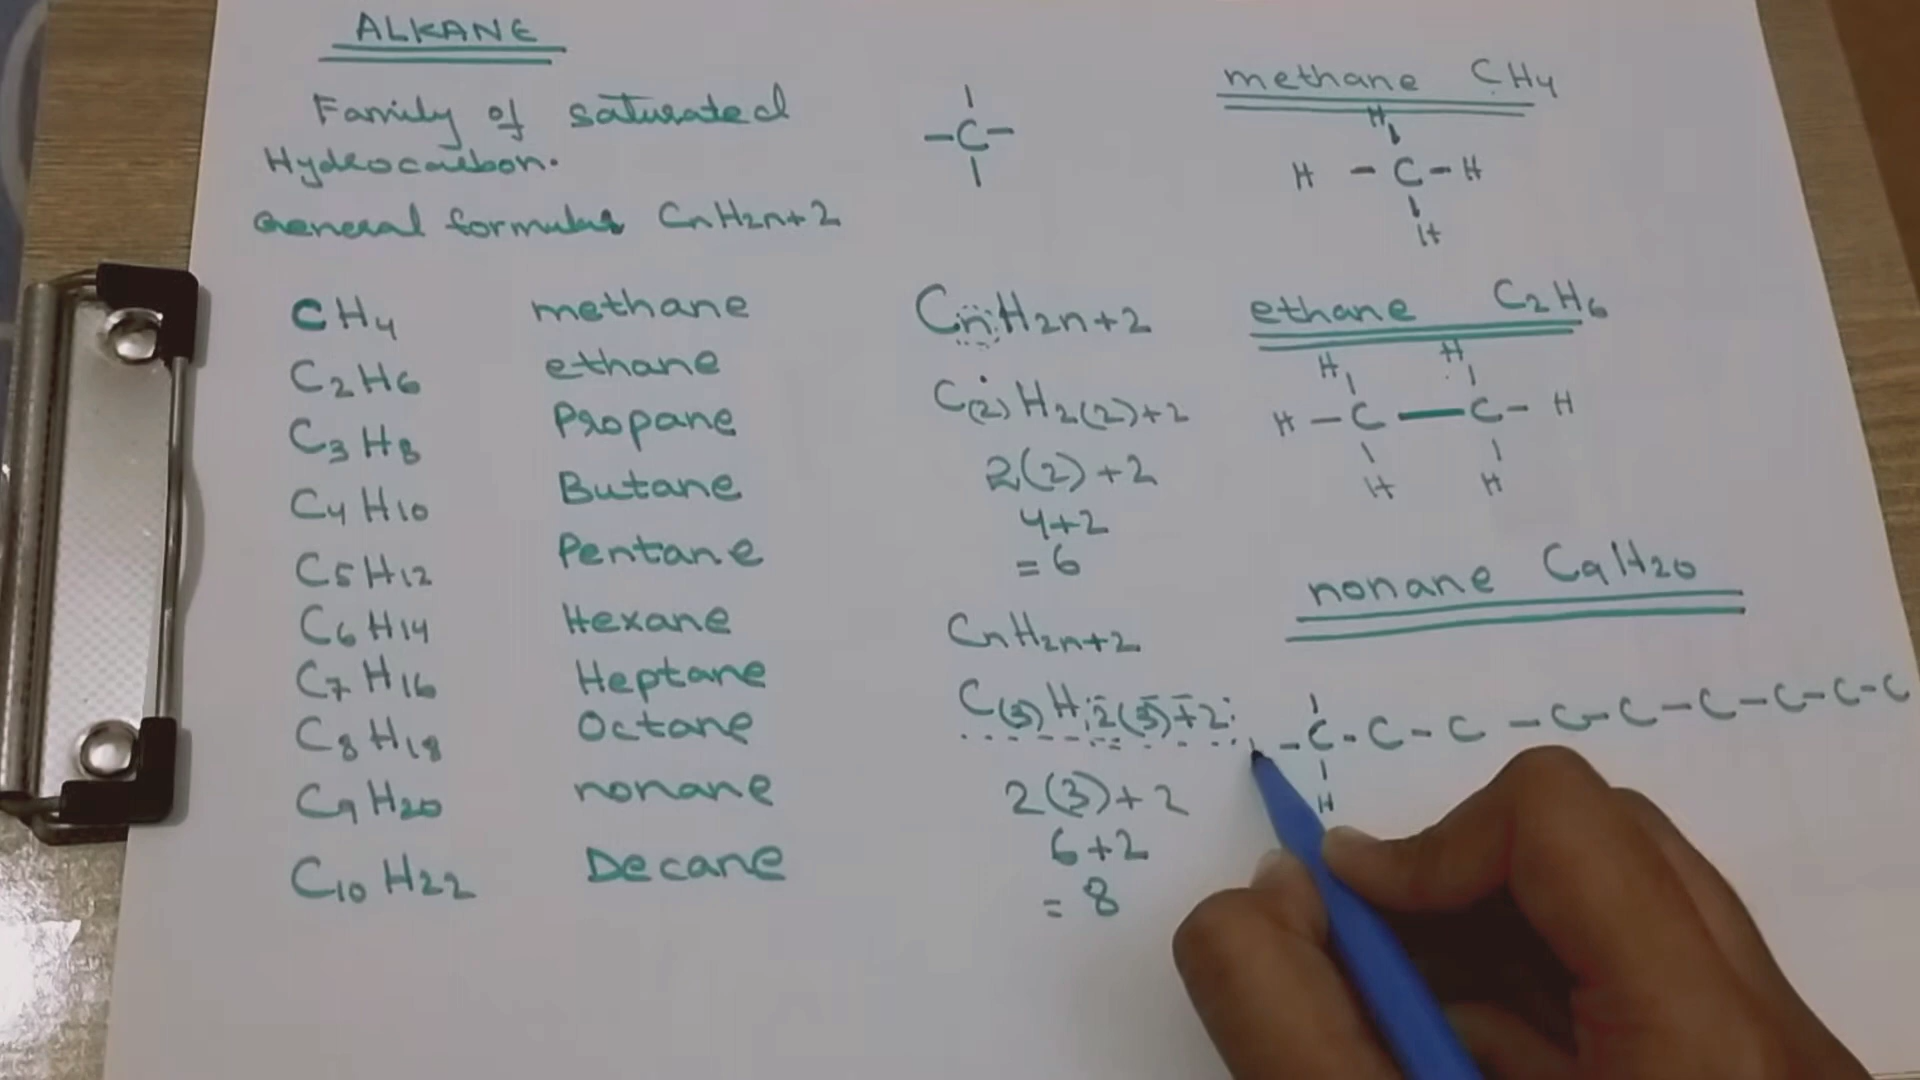 ALKANE
Family of saturated
Hydrocarbon.
General formula CnH2n+2
CH4 methane
C2H6 ethane
C3H8 Propane
C4H10 Butane
C5H12 Pentane
C6H14 Hexane
C7H16 Heptane
C8H18 Octane
C9H20 nonane
C10H22 Decane
-C-
CnH2n+2
C(2)H2(2)+2
2(2)+2
4+2
=6
CnH2n+2
C(3)H2(3)+2
2(3)+2
6+2
=8
methane CH4
H
H-C-H
H
ethane C2H6
H H
H-C-C-H
H H
nonane C9H20
-C-C-C-C-C-C-C-C-C
H